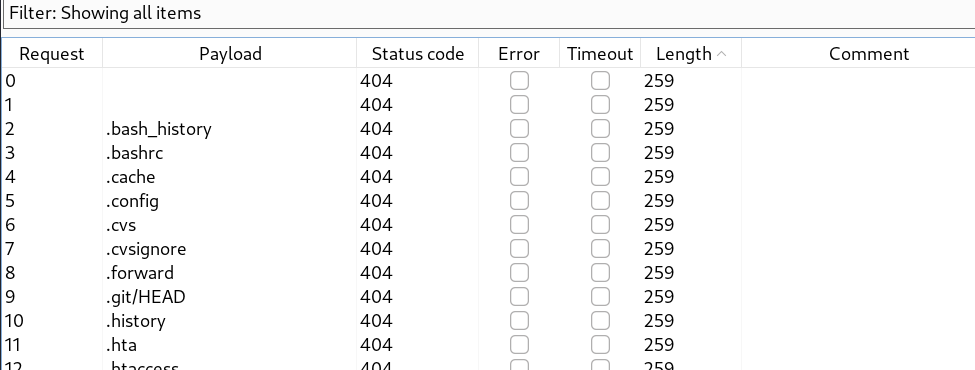 Filter: Showing all items
Request Payload Status code Error Timeout Length Comment
0 404 259
1 404 259
2 .bash_history 404 259
3 .bashrc 404 259
4 .cache 404 259
5 .config 404 259
6 .cvs 404 259
7 .cvsignore 404 259
8 .forward 404 259
9 .git/HEAD 404 259
10 .history 404 259
11 .hta 404 259
12 .htaccess 404 259